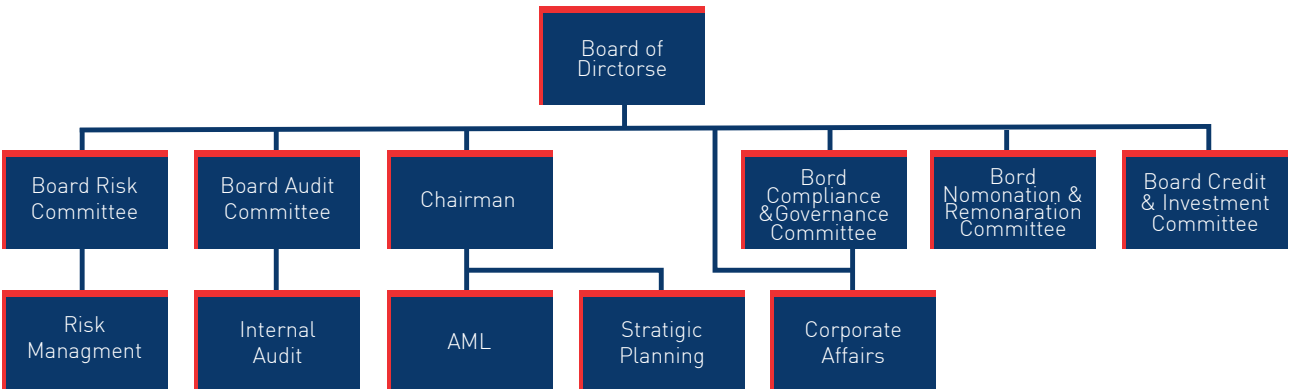 Board of
Dirctorse
Board Risk
Committee
Board Audit
Committee
Chairman
Bord
Compliance
&Governance
Committee
Bord
Nomonation &
Remonaration
Committee
Board Credit
& Investment
Committee
Risk
Managment
Internal
Audit
AML
Stratigic
Planning
Corporate
Affairs